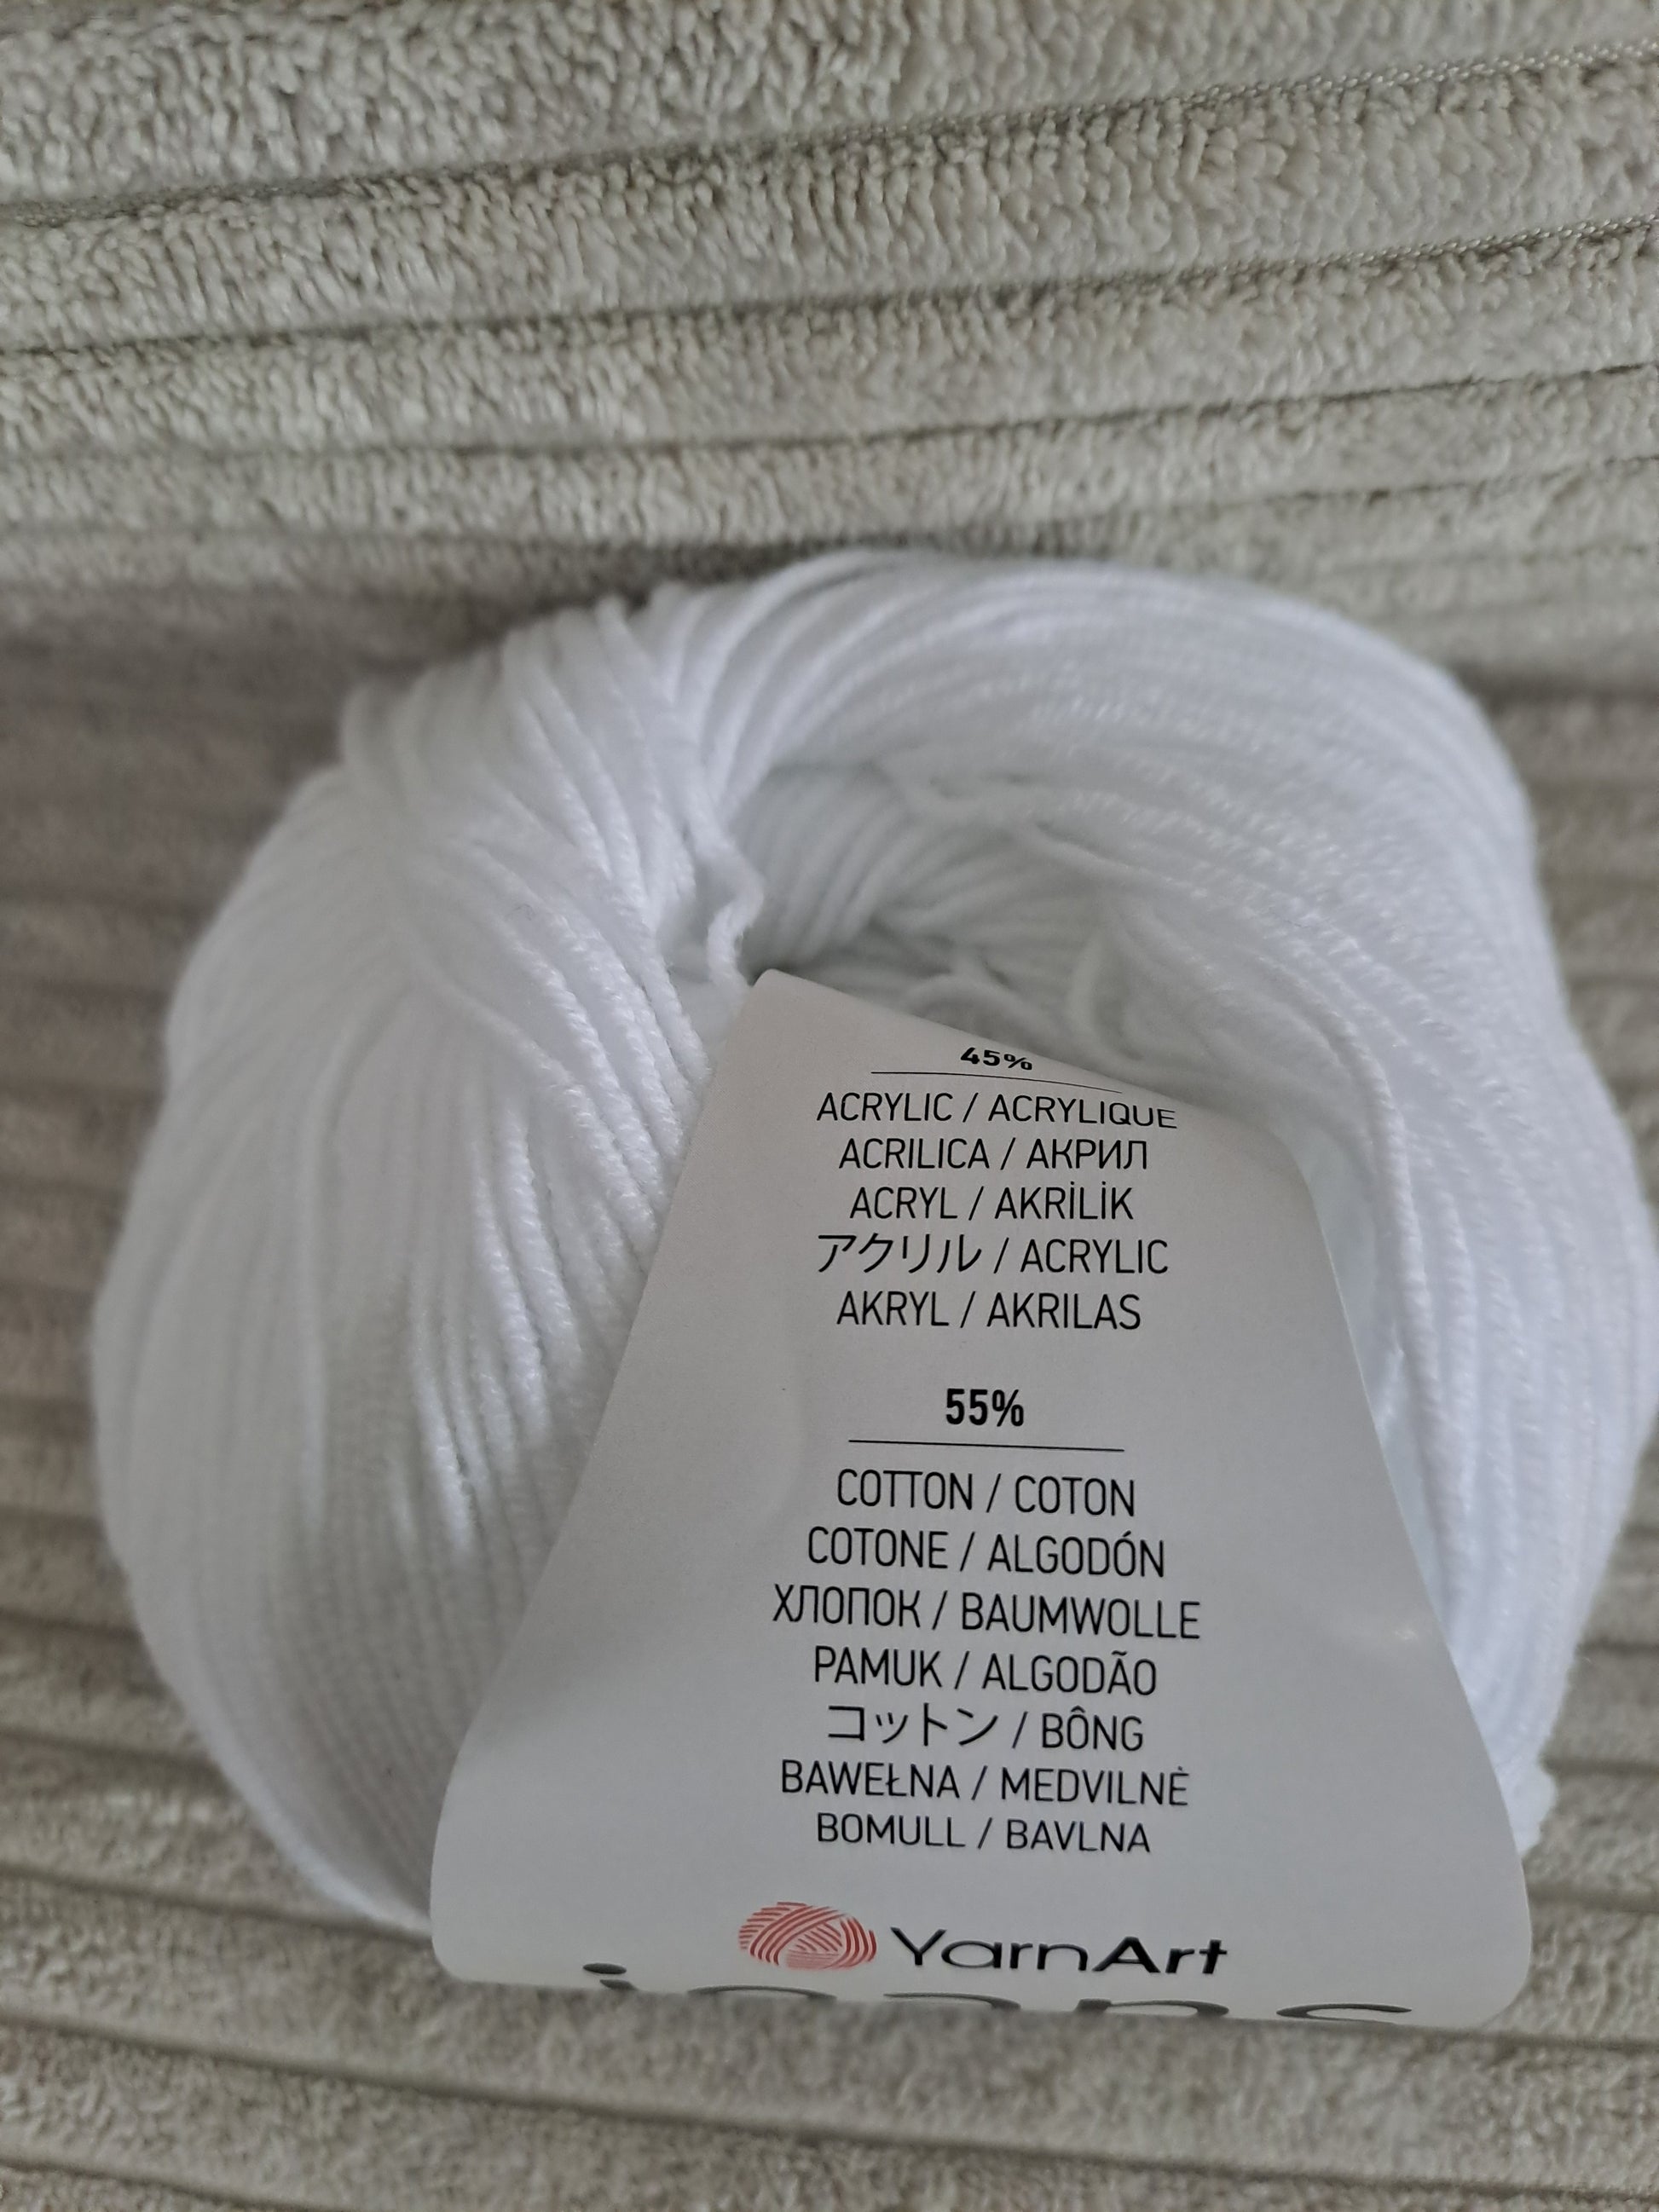 45%
ACRYLIC / ACRYLIQUE
ACRILICA / АКРИЛ
ACRYL / AKRİLİK
アクリル / ACRYLIC
AKRYL / AKRILAS
55%
COTTON / COTON
COTONE / ALGODÓN
ХЛОПОК / BAUMWOLLE
PAMUK / ALGODÃO
コットン / BÔNG
BAWEŁNA / MEDVILNĖ
BOMULL / BAVLNA
YarnArt